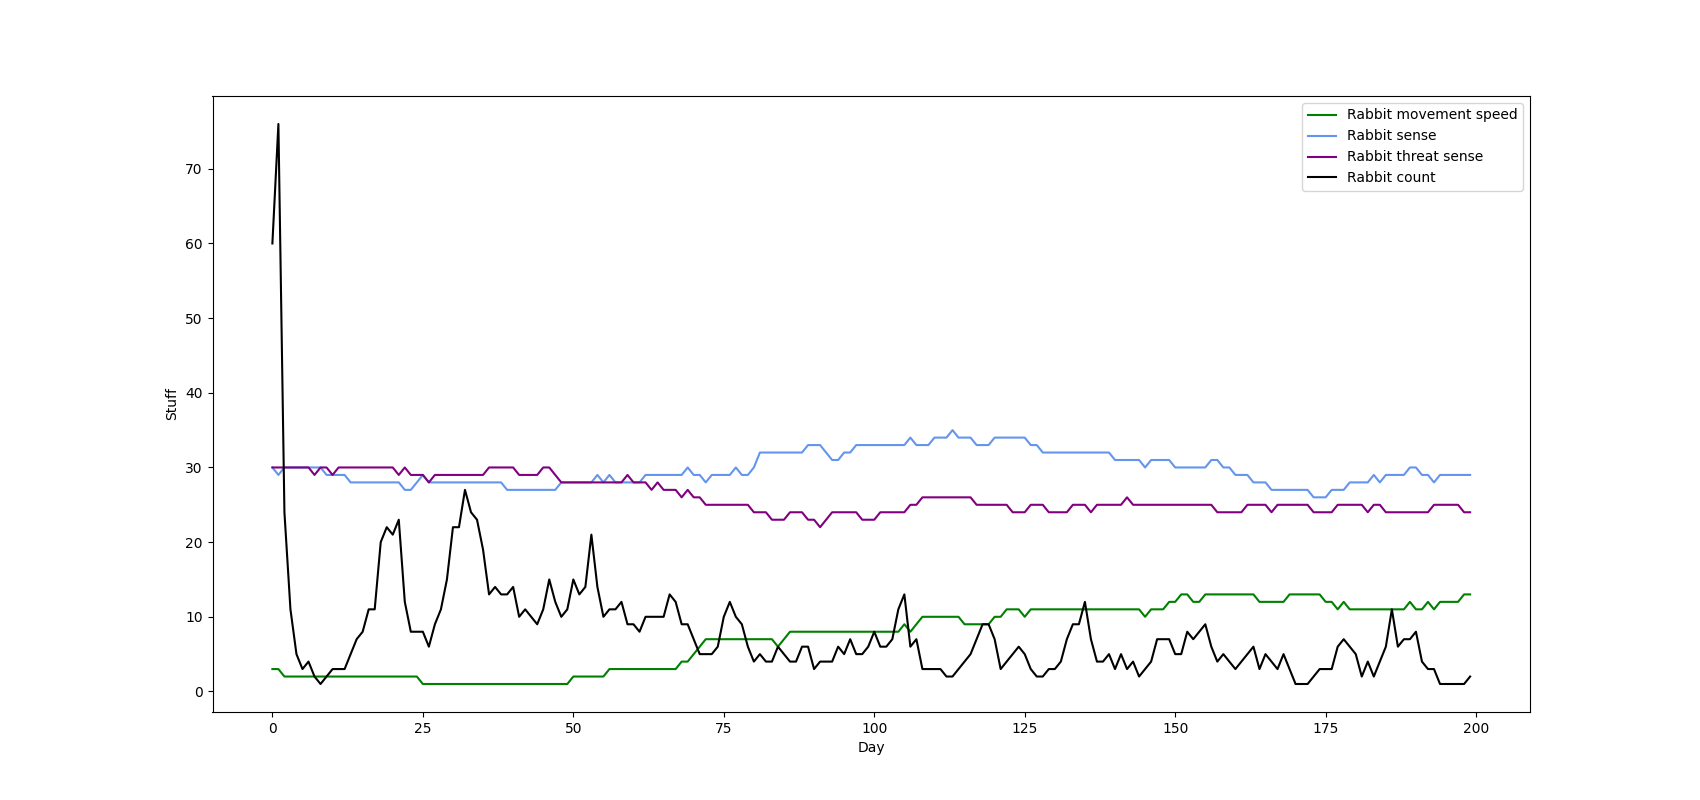 Rabbit movement speed
Rabbit sense
Rabbit threat sense
Rabbit count
70
60
50
40
30
20
10
0
Stuff
0 25 50 75 100 125 150 175 200
Day